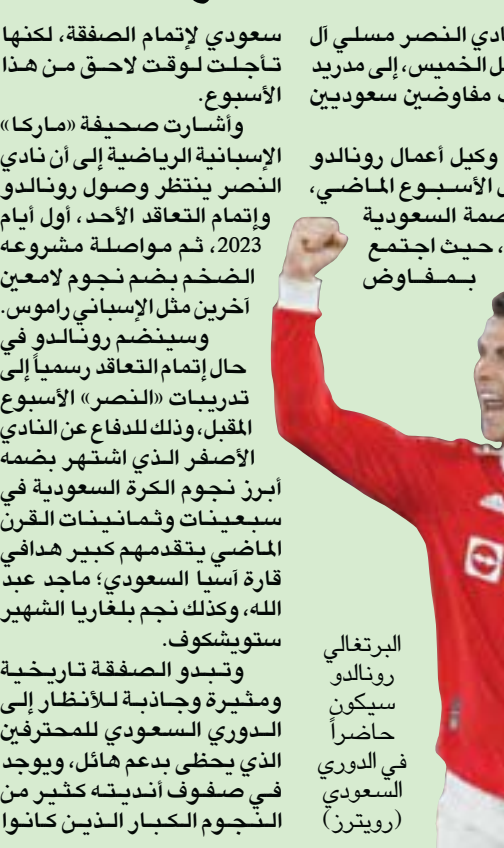 نادي النصر مسلي آل
الخميس، إلى مدريد
مفاوضين سعوديين
وكيل أعمال رونالدو
الأسبوع الماضي،
السعودية
، حيث اجتمع
بمفاوض
سعودي لإتمام الصفقة، لكنها
تأجلت لوقت لاحق من هذا
الأسبوع.
وأشارت صحيفة «ماركا»
الإسبانية الرياضية إلى أن نادي
النصر ينتظر وصول رونالدو
وإتمام التعاقد الأحد، أول أيام
2023، ثم مواصلة مشروعه
الضخم بضم نجوم لامعين
آخرين مثل الإسباني راموس.
وسينضم رونالدو في
حال إتمام التعاقد رسمياً إلى
تدريبات «النصر» الأسبوع
المقبل، وذلك للدفاع عن النادي
الأصفر الذي اشتهر بضمه
أبرز نجوم الكرة السعودية في
سبعينات وثمانينات القرن
الماضي يتقدمهم كبير هدافي
قارة آسيا السعودي؛ ماجد عبد
الله، وكذلك نجم بلغاريا الشهير
ستويشكوف.
وتبدو الصفقة تاريخية
ومثيرة وجاذبة للأنظار إلى
الدوري السعودي للمحترفين
الذي يحظى بدعم هائل، ويوجد
في صفوف أنديته كثير من
النجوم الكبار الذين كانوا
البرتغالي
رونالدو
سيكون
حاضراً
في الدوري
السعودي
(رويترز)